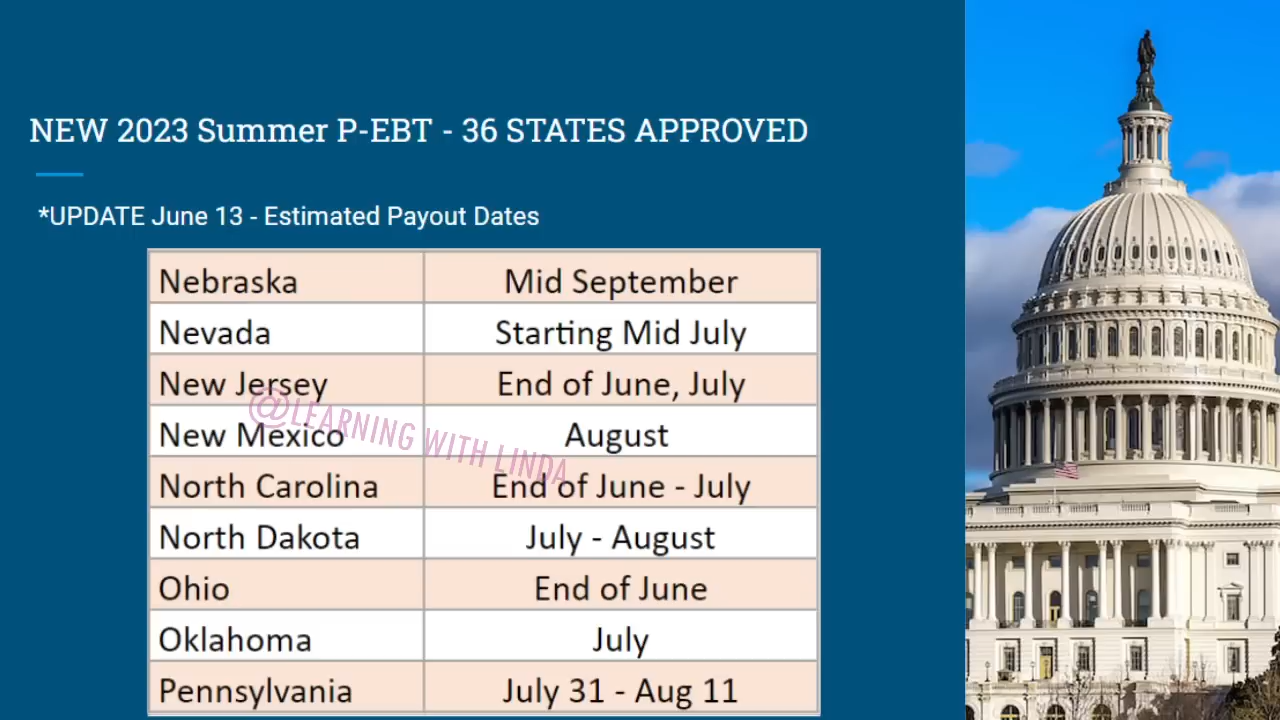 NEW 2023 Summer P-EBT - 36 STATES APPROVED
*UPDATE June 13 - Estimated Payout Dates
Nebraska Mid September
Nevada Starting Mid July
New Jersey End of June, July
@LEARNING WITH LINDA
New Mexico August
North Carolina End of June - July
North Dakota July - August
Ohio End of June
Oklahoma July
Pennsylvania July 31 - Aug 11